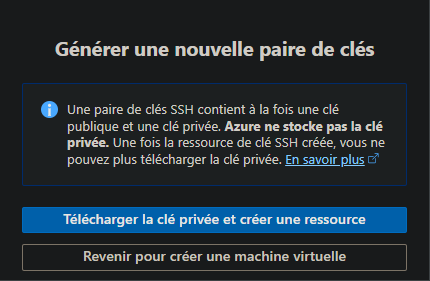 Générer une nouvelle paire de clés
Une paire de clés SSH contient à la fois une clé
publique et une clé privée. Azure ne stocke pas la clé
privée. Une fois la ressource de clé SSH créée, vous ne
pouvez plus télécharger la clé privée. En savoir plus
Télécharger la clé privée et créer une ressource
Revenir pour créer une machine virtuelle